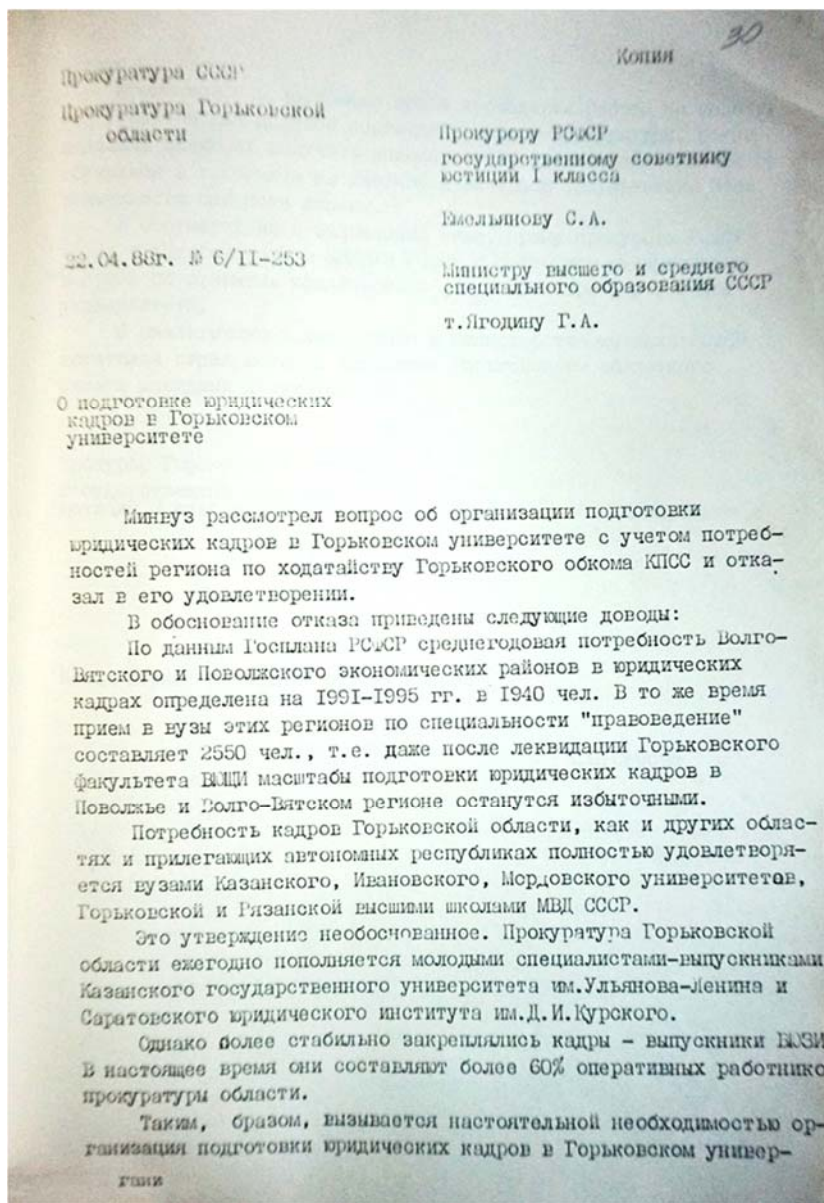 30
Копия
Прокуратура СССР
Прокуратура Горьковской
области
Прокурору РСФСР
государственному советнику
юстиции I класса
Емельянову С.А.
22.04.88г. № 6/II-253
Министру высшего и среднего
специального образования СССР
т.Ягодину Г.А.
О подготовке юридических
кадров в Горьковском
университете
Минвуз рассмотрел вопрос об организации подготовки
юридических кадров в Горьковском университете с учетом потреб-
ностей региона по ходатайству Горьковского обкома КПСС и отка-
зал в его удовлетворении.
В обоснование отказа приведены следующие доводы:
По данным Госплана РСФСР среднегодовая потребность Волго-
Вятского и Поволжского экономических районов в юридических
кадрах определена на I99I-I995 гг. в I940 чел. В то же время
прием в вузы этих регионов по специальности "правоведение"
составляет 2550 чел., т.е. даже после леквидации Горьковского
факультета ВЮЗИ масштабы подготовки юридических кадров в
Поволжье и Волго-Вятском регионе останутся избыточными.
Потребность кадров Горьковской области, как и других облас-
тях и прилегающих автономных республиках полностью удовлетворя-
ется вузами Казанского, Ивановского, Мордовского университетов,
Горьковской и Рязанской высшими школами МВД СССР.
Это утверждение необосчованное. Прокурятура Горьковской
области ежегодно пополняется молодыми специалистами-выпускниками
Казанского государственного университета им.Ульянова-Ленина и
Саратовского юридического института им.Д.И.Курского.
Однако более стабильно закреплялись кадры - выпускники ВЮЗИ
В настоящее время они составляют более 60% оперативных работнико
прокуратуры области.
Таким, бразом, вызывается настоятельной необходимостью ор-
ганизация подготовки юридических кадров в Горьковском универ-
гани